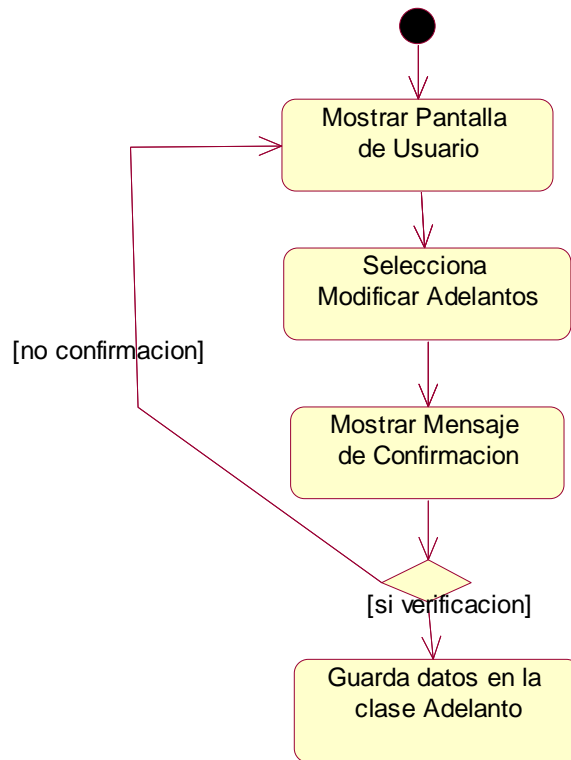 Mostrar Pantalla
de Usuario
Selecciona
Modificar Adelantos
[no confirmacion]
Mostrar Mensaje
de Confirmacion
[si verificacion]
Guarda datos en la
clase Adelanto